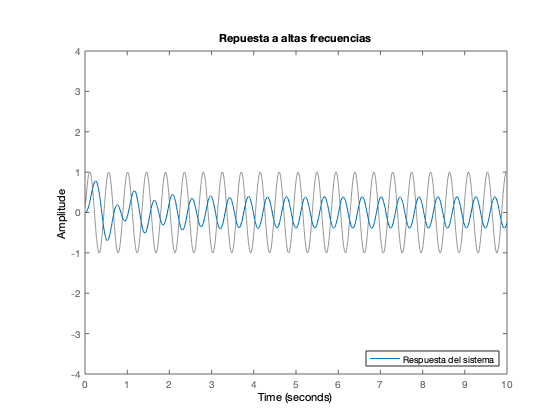 Repuesta a altas frecuencias
4
3
2
1
0
-1
-2
-3
-4
Amplitude
Respuesta del sistema
0 1 2 3 4 5 6 7 8 9 10
Time (seconds)